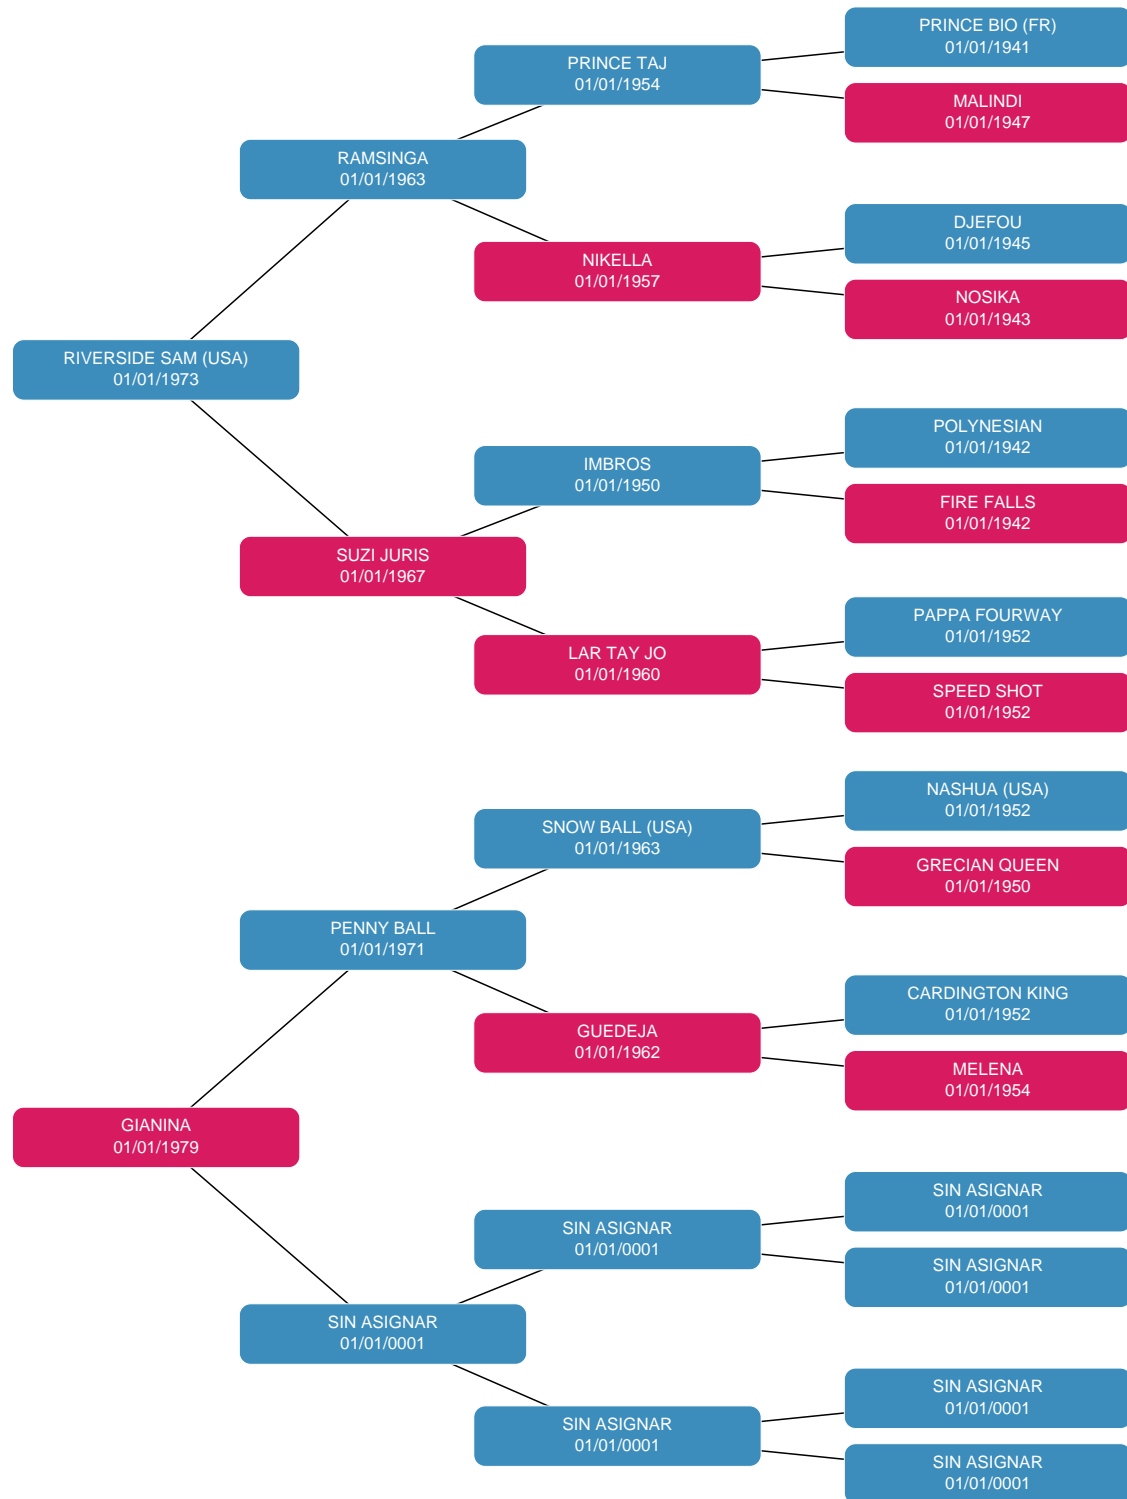 PRINCE BIO (FR)
01/01/1941
PRINCE TAJ
01/01/1954
MALINDI
01/01/1947
RAMSINGA
01/01/1963
DJEFOU
01/01/1945
NIKELLA
01/01/1957
NOSIKA
01/01/1943
RIVERSIDE SAM (USA)
01/01/1973
POLYNESIAN
01/01/1942
IMBROS
01/01/1950
FIRE FALLS
01/01/1942
SUZI JURIS
01/01/1967
PAPPA FOURWAY
01/01/1952
LAR TAY JO
01/01/1960
SPEED SHOT
01/01/1952
NASHUA (USA)
01/01/1952
SNOW BALL (USA)
01/01/1963
GRECIAN QUEEN
01/01/1950
PENNY BALL
01/01/1971
CARDINGTON KING
01/01/1952
GUEDEJA
01/01/1962
MELENA
01/01/1954
GIANINA
01/01/1979
SIN ASIGNAR
01/01/0001
SIN ASIGNAR
01/01/0001
SIN ASIGNAR
01/01/0001
SIN ASIGNAR
01/01/0001
SIN ASIGNAR
01/01/0001
SIN ASIGNAR
01/01/0001
SIN ASIGNAR
01/01/0001